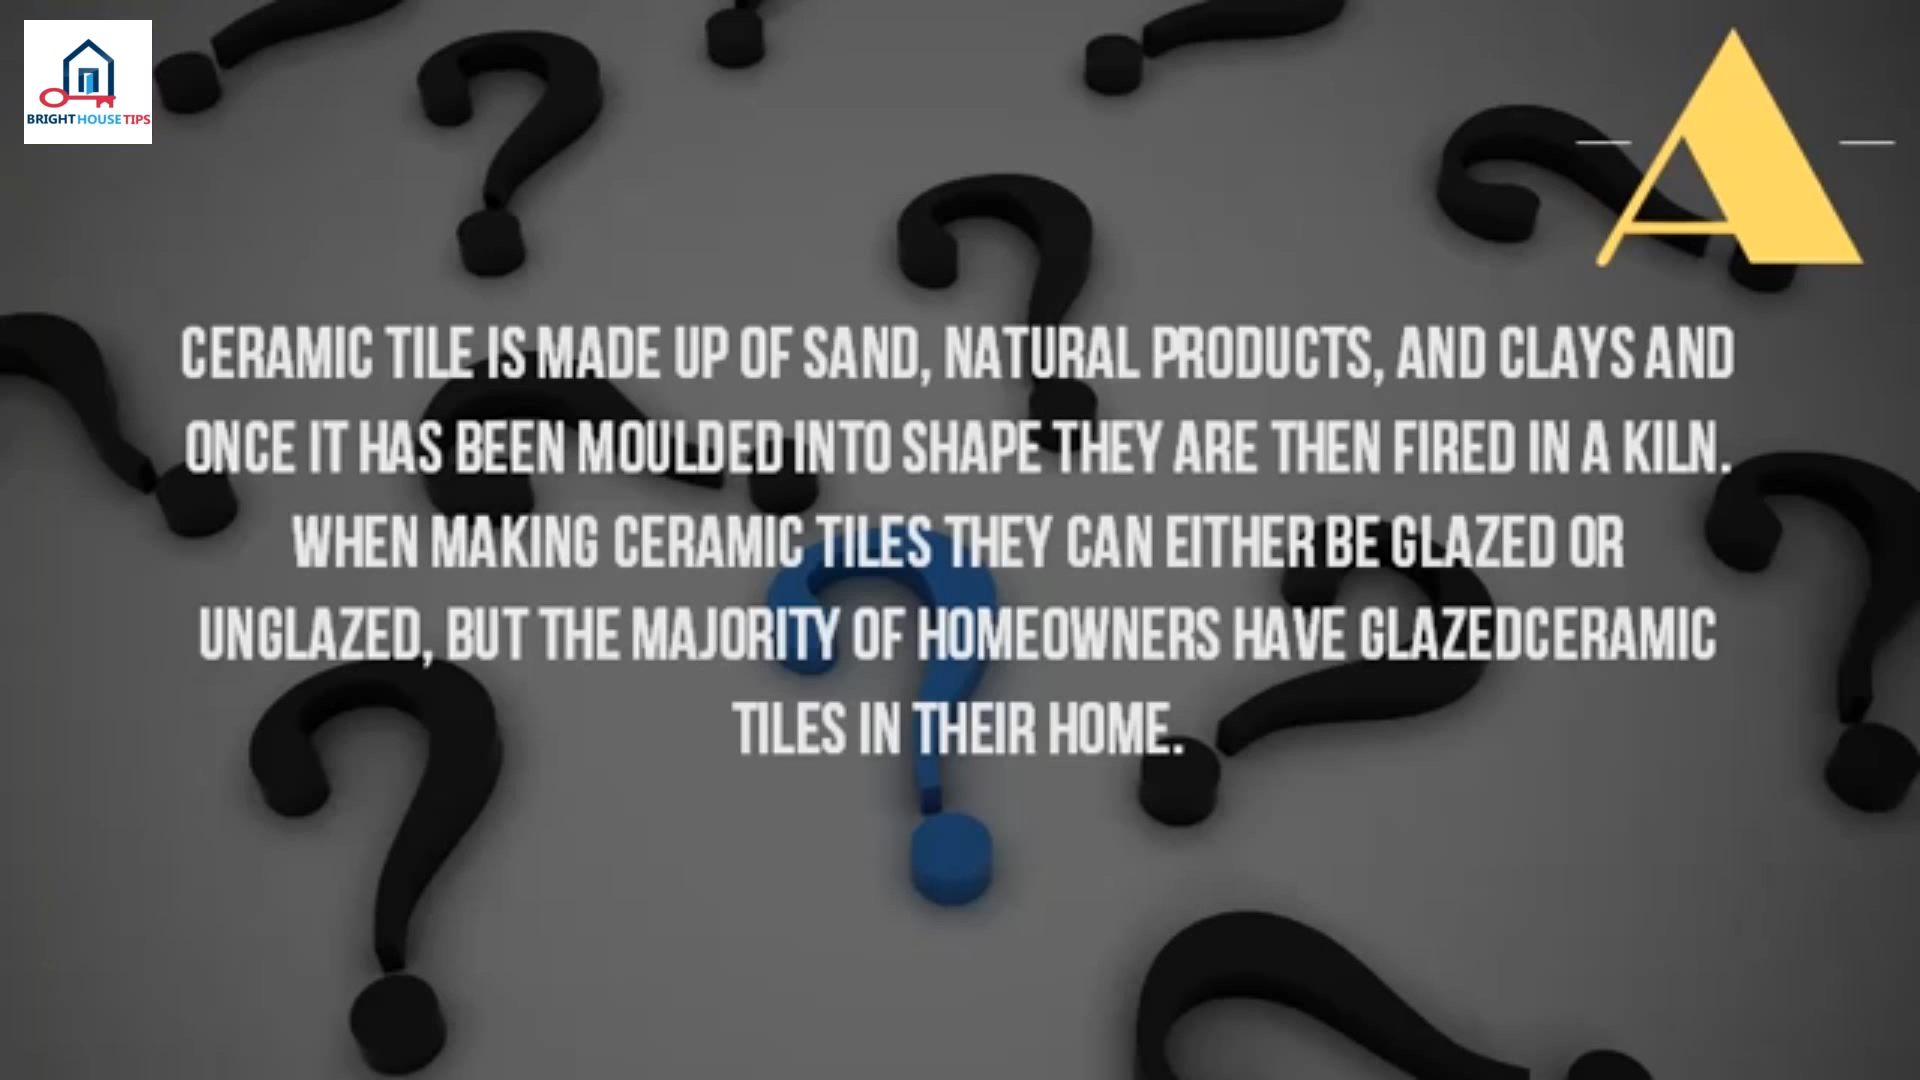 BRIGHT HOUSE TIPS
A
CERAMIC TILE IS MADE UP OF SAND, NATURAL PRODUCTS, AND CLAYS AND
ONCE IT HAS BEEN MOULDED INTO SHAPE THEY ARE THEN FIRED IN A KILN.
WHEN MAKING CERAMIC TILES THEY CAN EITHER BE GLAZED OR
UNGLAZED, BUT THE MAJORITY OF HOMEOWNERS HAVE GLAZEDCERAMIC
TILES IN THEIR HOME.